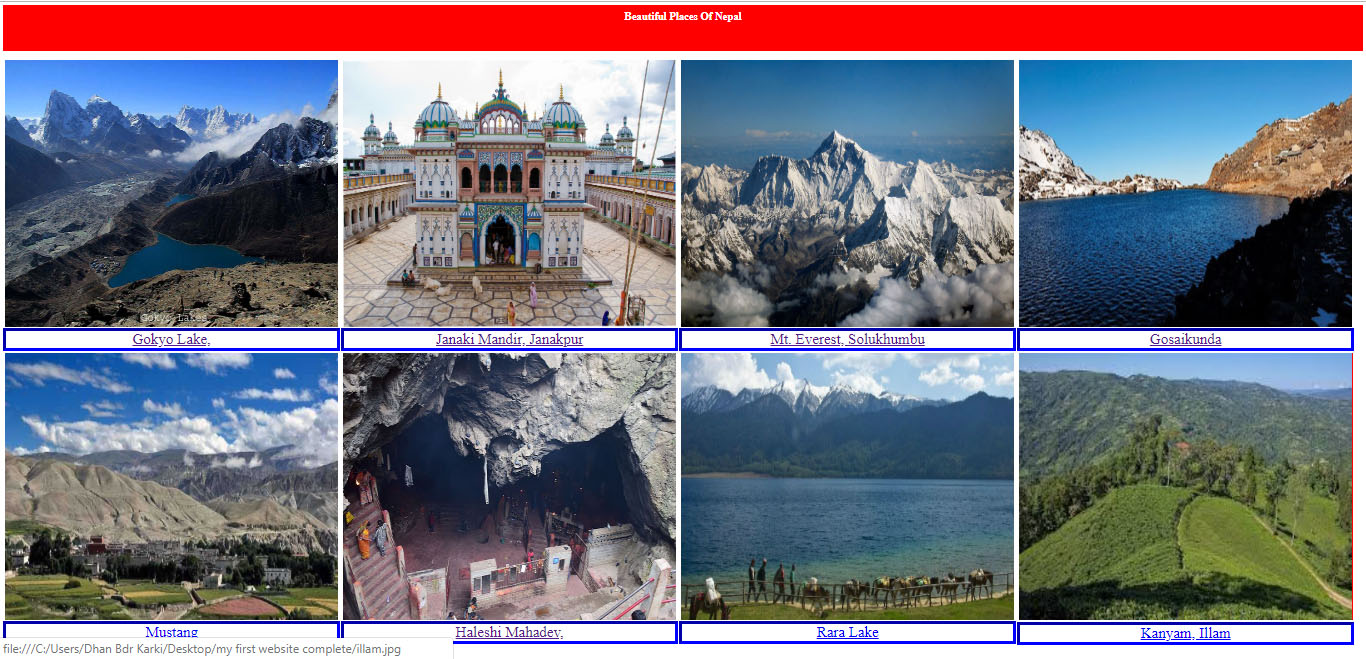 Beautiful Places Of Nepal
Gokyo Lakes
Gokyo Lake,
Janaki Mandir, Janakpur
Mt. Everest, Solukhumbu
Gosaikunda
Mustang
Haleshi Mahadev,
Rara Lake
Kanyam, Illam
file:///C:/Users/Dhan Bdr Karki/Desktop/my first website complete/illam.jpg